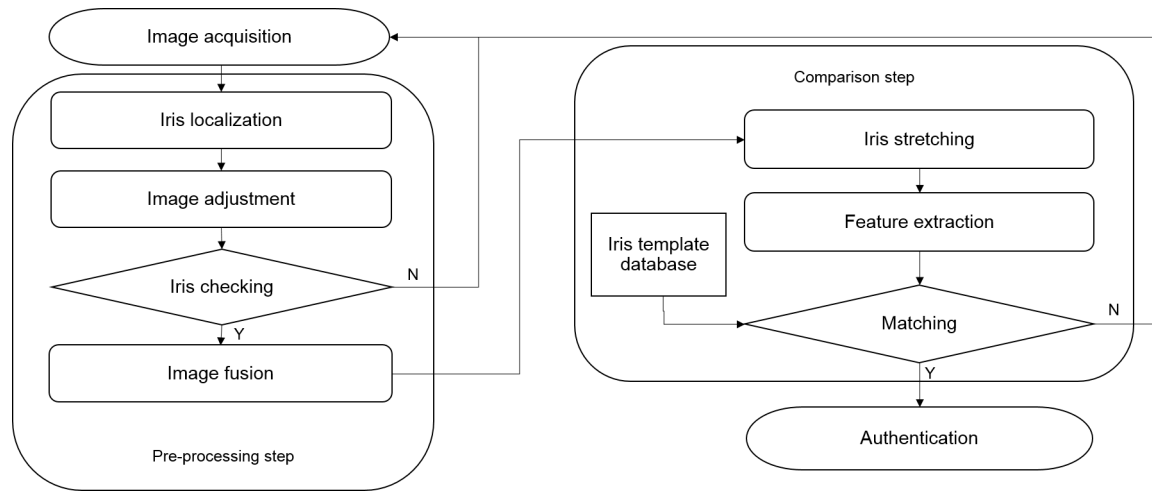 Image acquisition
Iris localization
Image adjustment
Iris checking
N
Y
Image fusion
Pre-processing step
Comparison step
Iris stretching
Feature extraction
Iris template
database
Matching
N
Y
Authentication